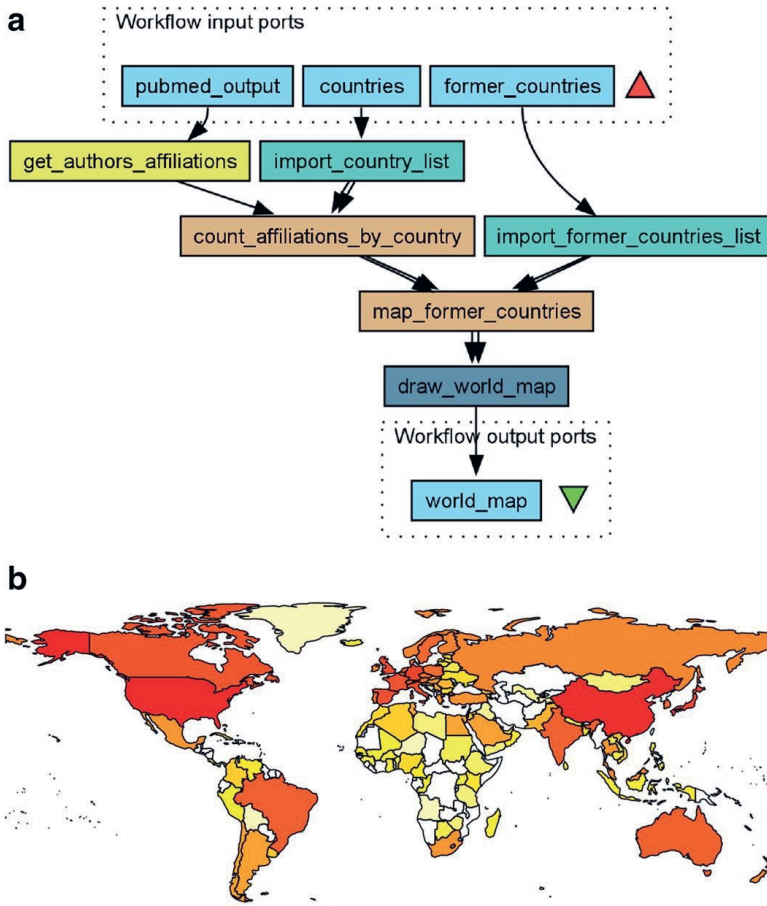 a
Workflow input ports
pubmed_output countries former_countries
get_authors_affiliations import_country_list
count_affiliations_by_country import_former_countries_list
map_former_countries
draw_world_map
Workflow output ports
world_map
b